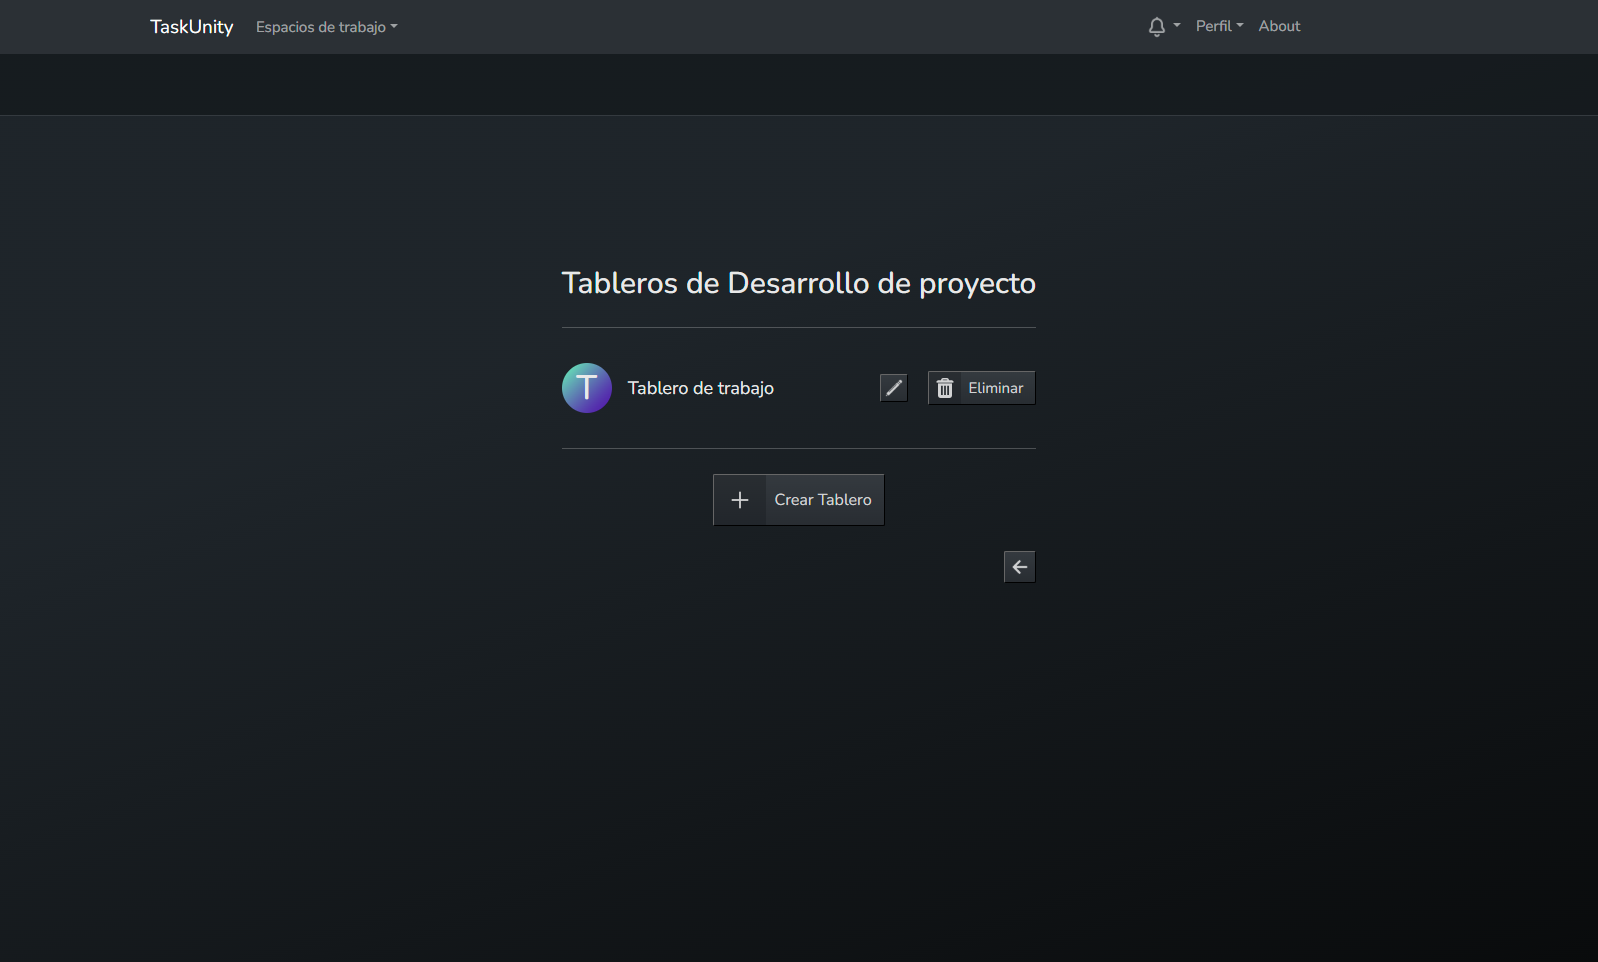 TaskUnity Espacios de trabajo Perfil About
Tableros de Desarrollo de proyecto
T Tablero de trabajo Eliminar
Crear Tablero